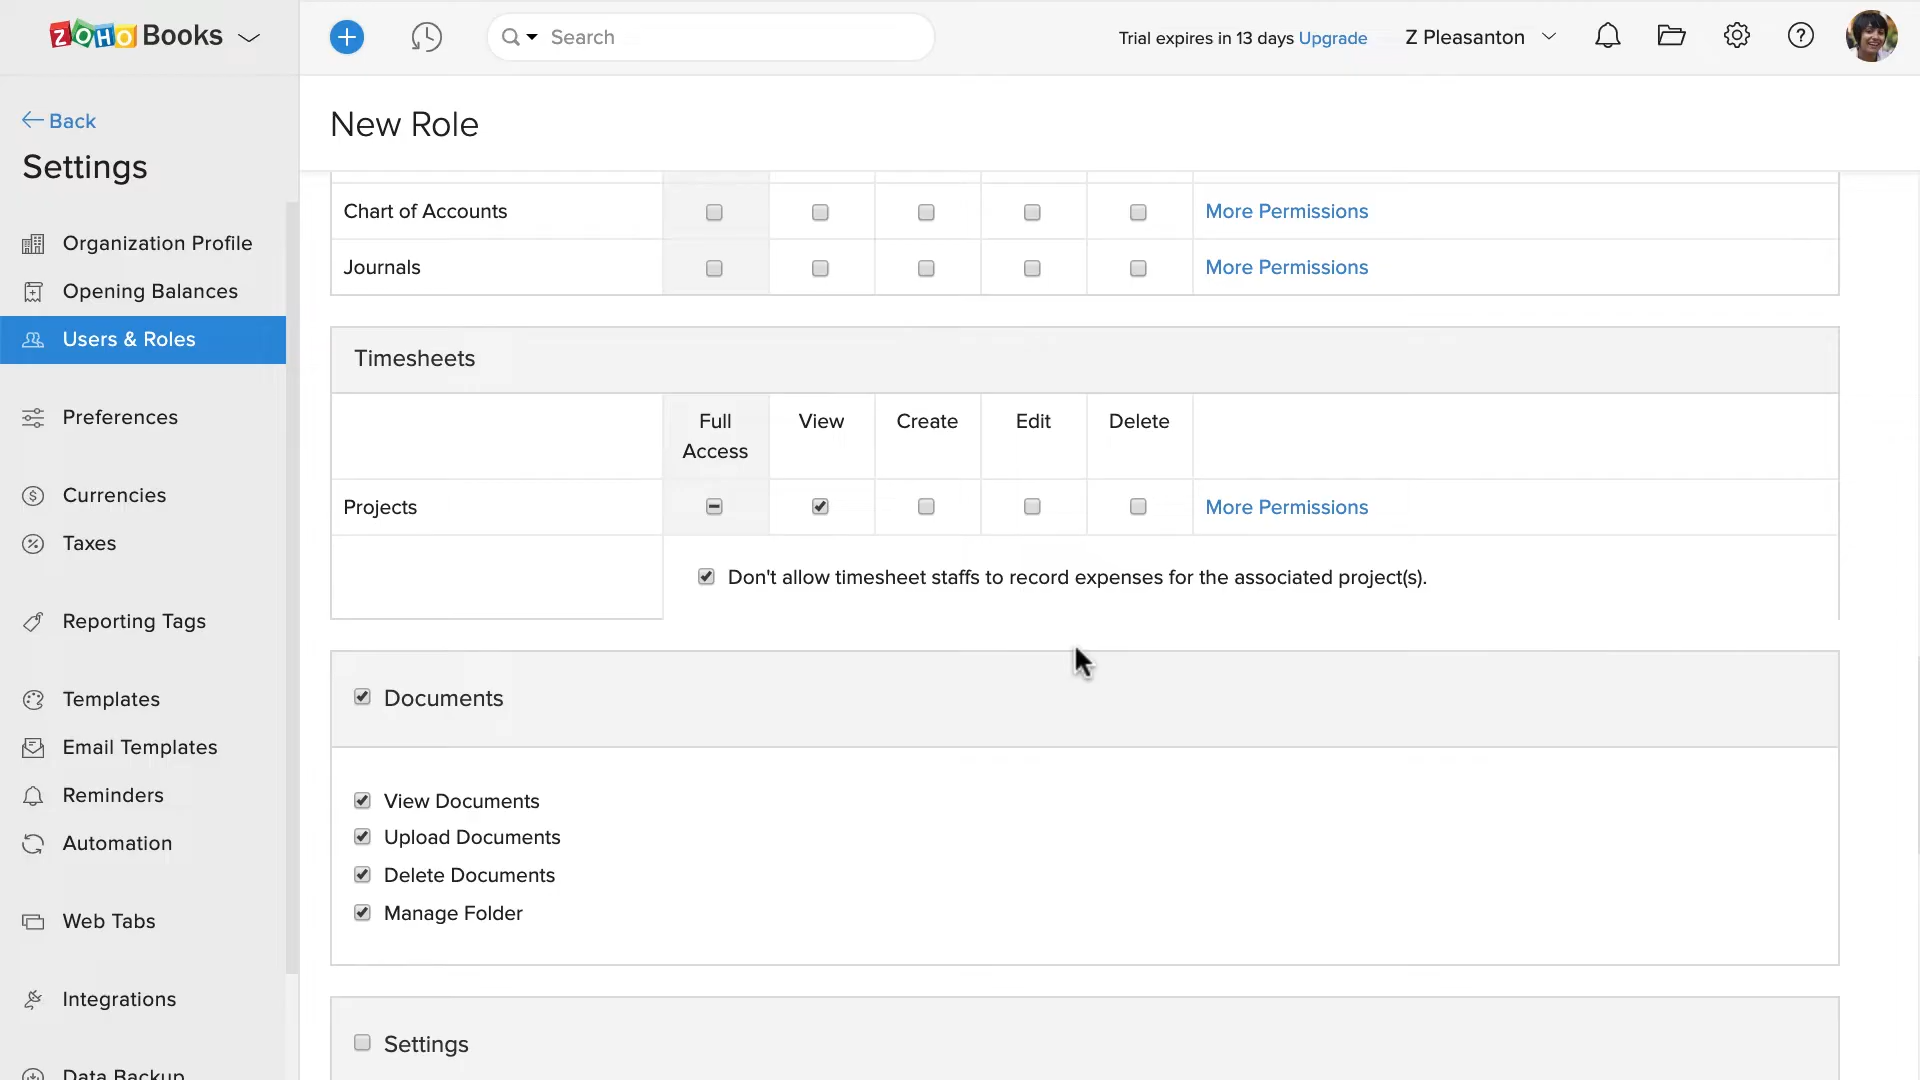 ZOHO Books
Search
Trial expires in 13 days Upgrade
Z Pleasanton
Back
Settings
Organization Profile
Opening Balances
Users & Roles
Preferences
Currencies
Taxes
Reporting Tags
Templates
Email Templates
Reminders
Automation
Web Tabs
Integrations
Data Backup
New Role
Chart of Accounts
More Permissions
Journals
More Permissions
Timesheets
Full Access
View
Create
Edit
Delete
Projects
More Permissions
Don't allow timesheet staffs to record expenses for the associated project(s).
Documents
View Documents
Upload Documents
Delete Documents
Manage Folder
Settings